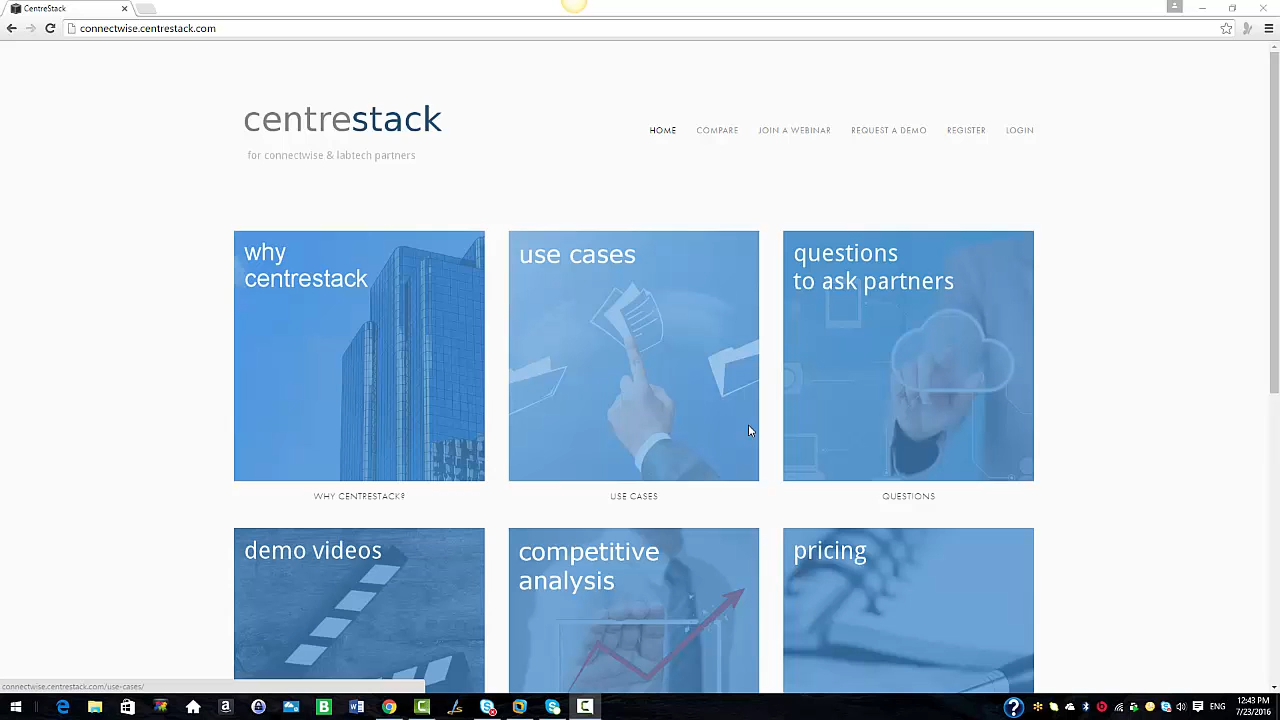 CentreStack
connectwise.centrestack.com
centrestack
for connectwise & labtech partners
HOME COMPARE JOIN A WEBINAR REQUEST A DEMO REGISTER LOGIN
why
centrestack
use cases
questions
to ask partners
WHY CENTRESTACK?
USE CASES
QUESTIONS
demo videos
competitive
analysis
pricing
connectwise.centrestack.com/use-cases/
ENG
12:43 PM
7/23/2016